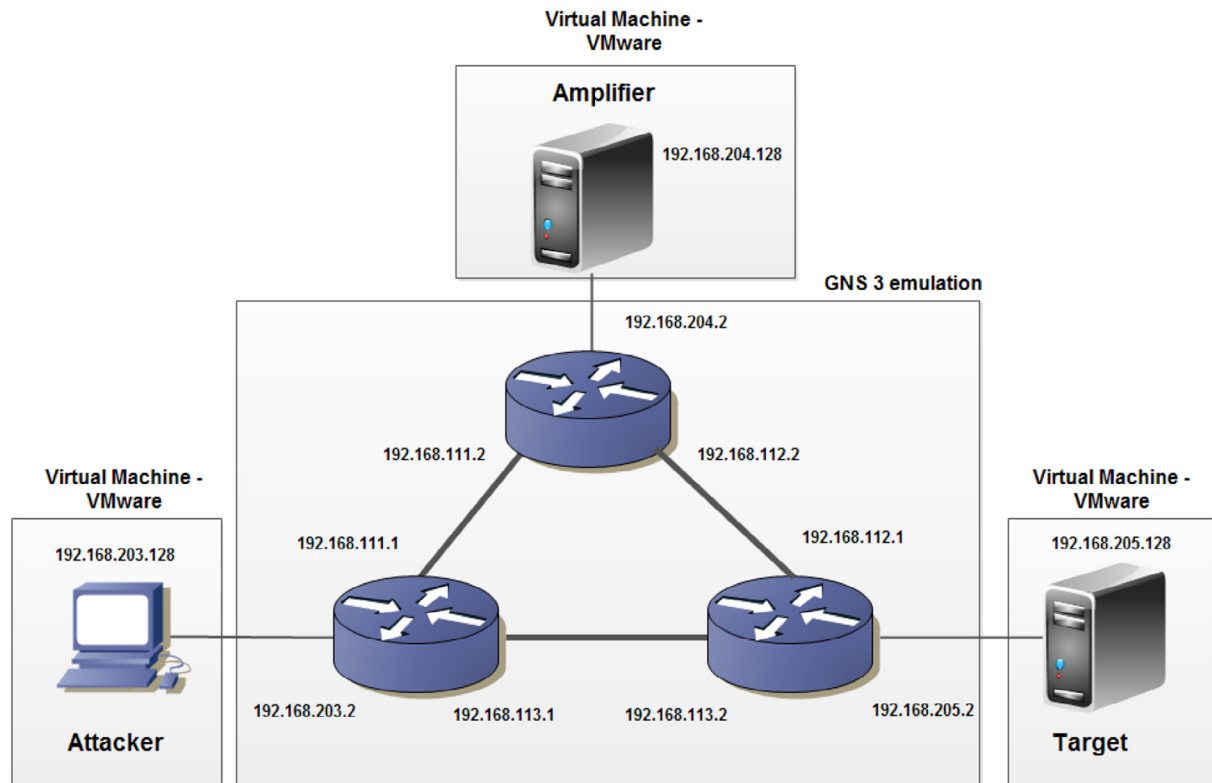 Virtual Machine -
VMware
Amplifier
192.168.204.128
GNS 3 emulation
192.168.204.2
192.168.111.2
192.168.112.2
Virtual Machine -
VMware
Virtual Machine -
VMware
192.168.203.128
192.168.111.1
192.168.112.1
192.168.205.128
192.168.203.2
192.168.113.1
192.168.113.2
192.168.205.2
Attacker
Target